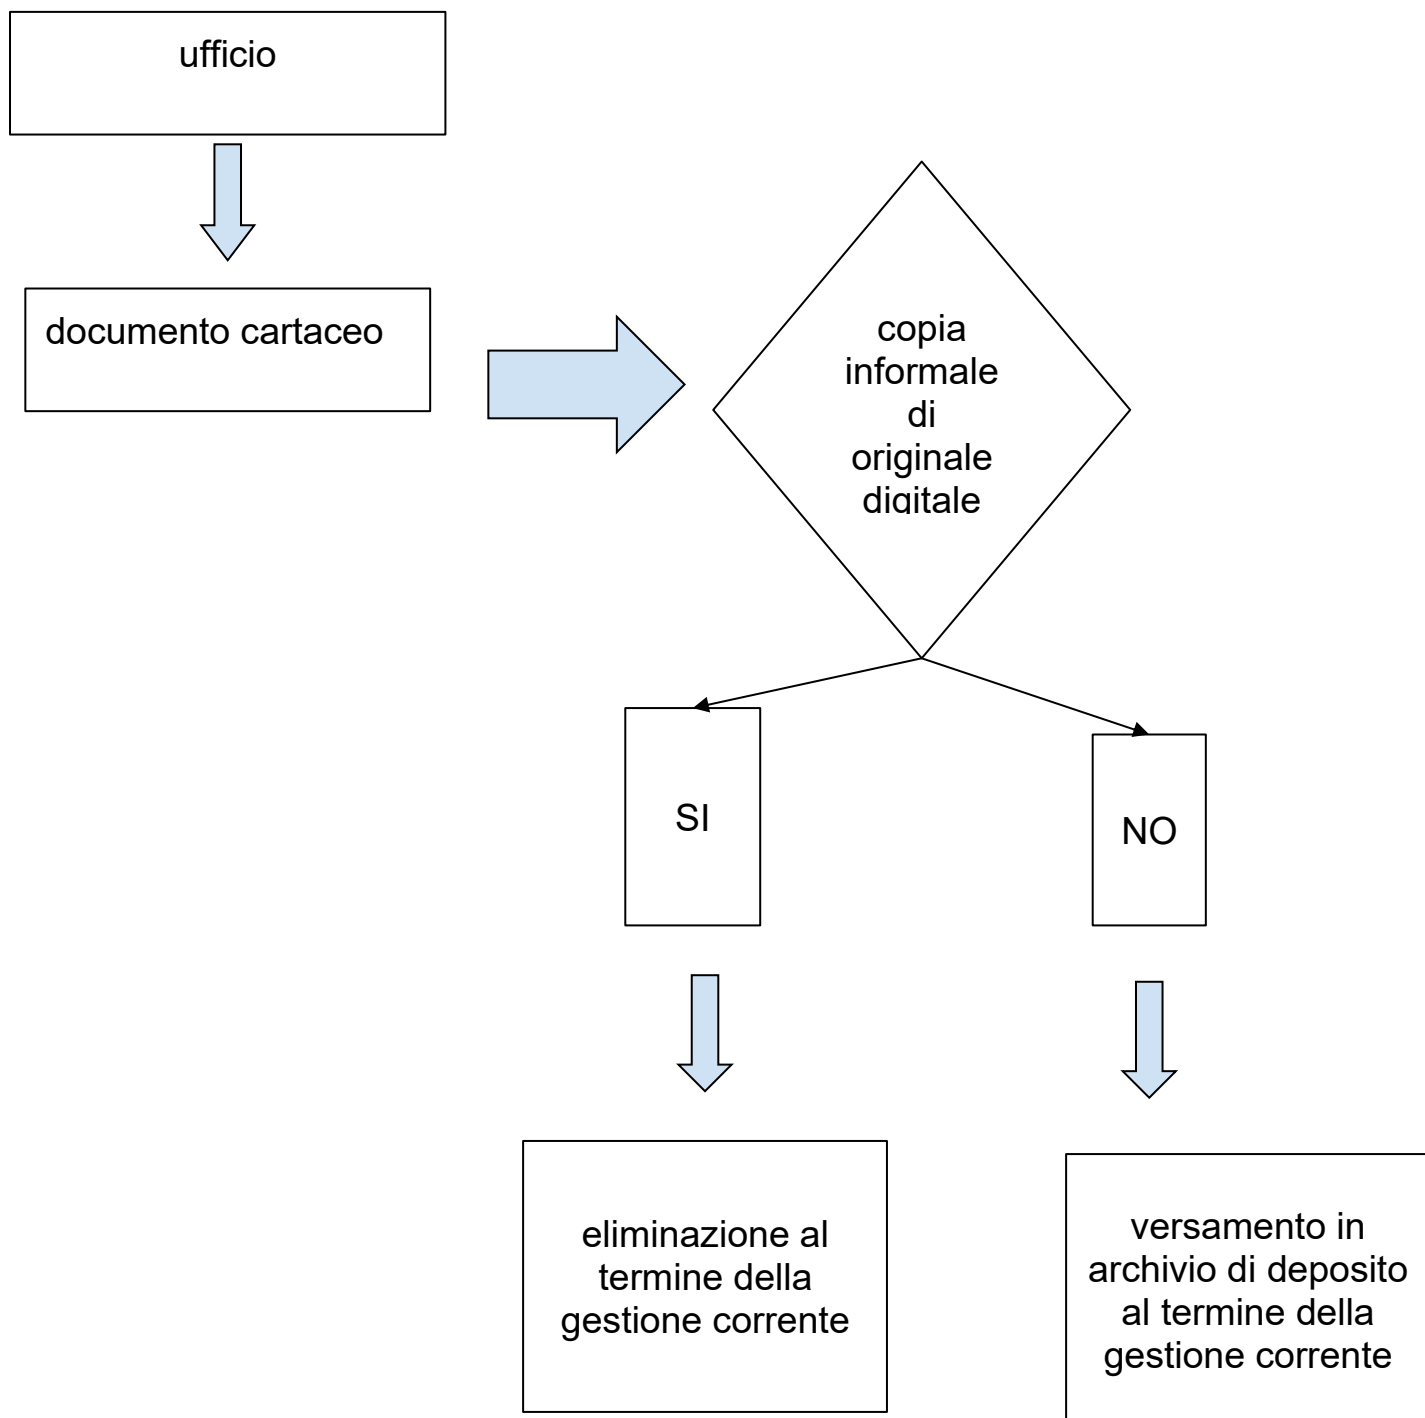 ufficio
documento cartaceo
copia
informale
di
originale
digitale
SI
NO
eliminazione al
termine della
gestione corrente
versamento in
archivio di deposito
al termine della
gestione corrente